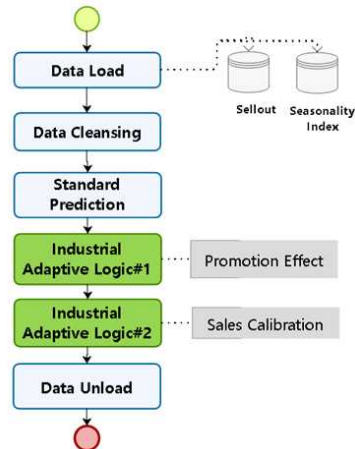 Data Load
Sellout
Seasonality
Index
Data Cleansing
Standard
Prediction
Industrial
Adaptive Logic#1
Promotion Effect
Industrial
Adaptive Logic#2
Sales Calibration
Data Unload